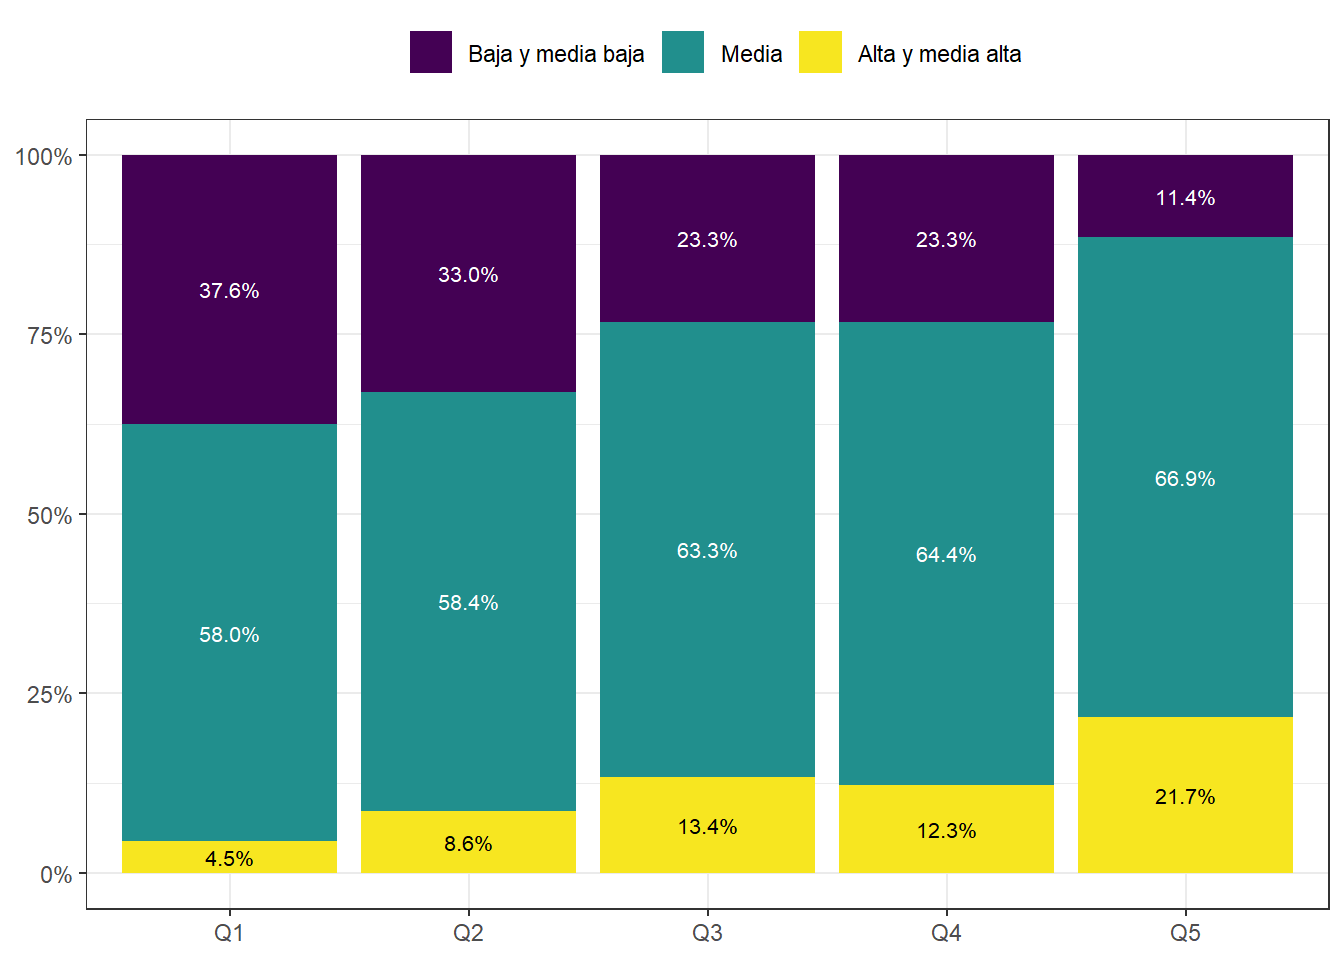 Baja y media baja Media Alta y media alta
100%
75%
50%
25%
0%
37.6% 33.0% 23.3% 23.3% 11.4%
58.0% 58.4% 63.3% 64.4% 66.9%
4.5% 8.6% 13.4% 12.3% 21.7%
Q1 Q2 Q3 Q4 Q5